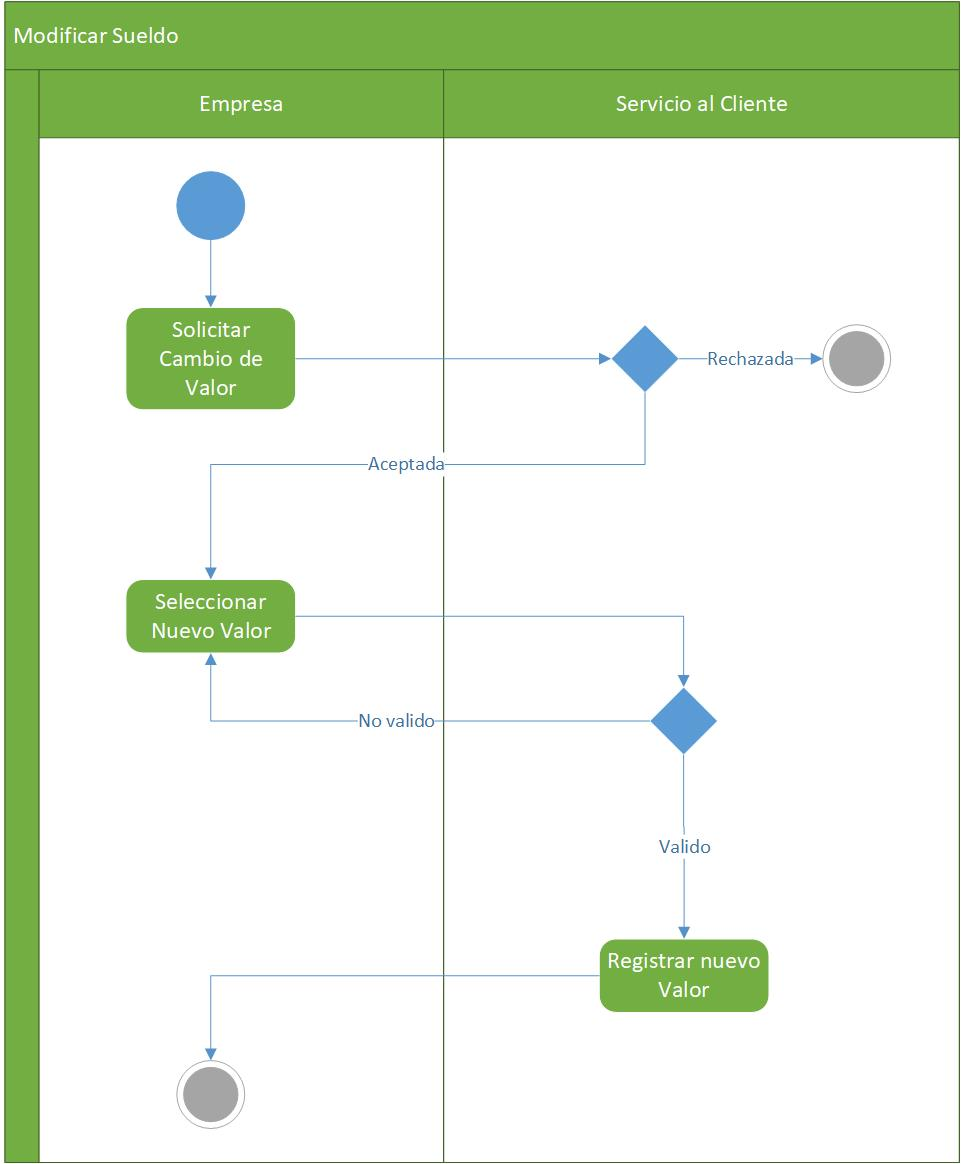 Modificar Sueldo
Empresa
Servicio al Cliente
Solicitar
Cambio de
Valor
Rechazada
Aceptada
Seleccionar
Nuevo Valor
No valido
Valido
Registrar nuevo
Valor